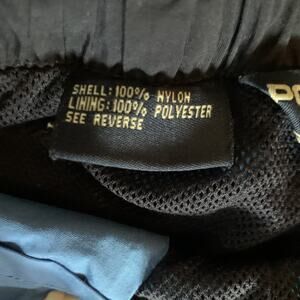 SHELL: 100% NYLON
LINING: 100% POLYESTER
SEE REVERSE